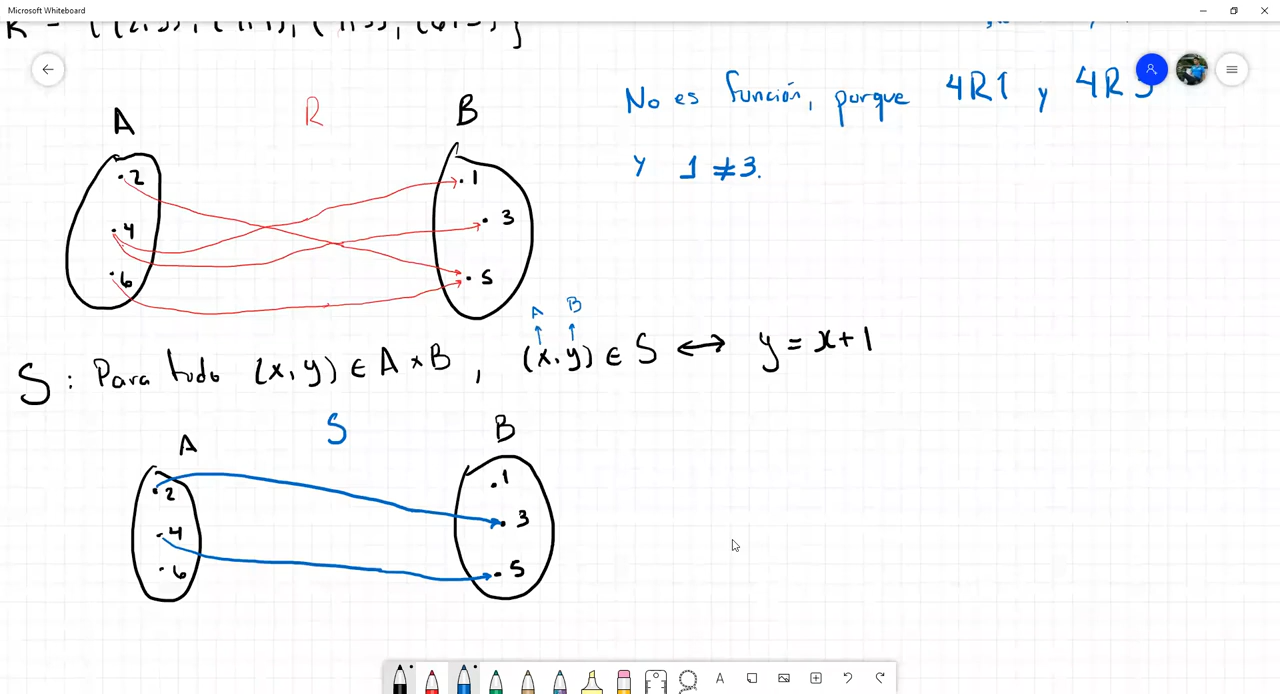 Microsoft Whiteboard
No es función, porque 4R1 y 4R3
y 1 ≠ 3.
A R B
2 1
4 3
6 5
A B
S : Para todo (x, y) ∈ A × B , (x, y) ∈ S ↔ y = x + 1
S
A B
2 1
4 3
6 5